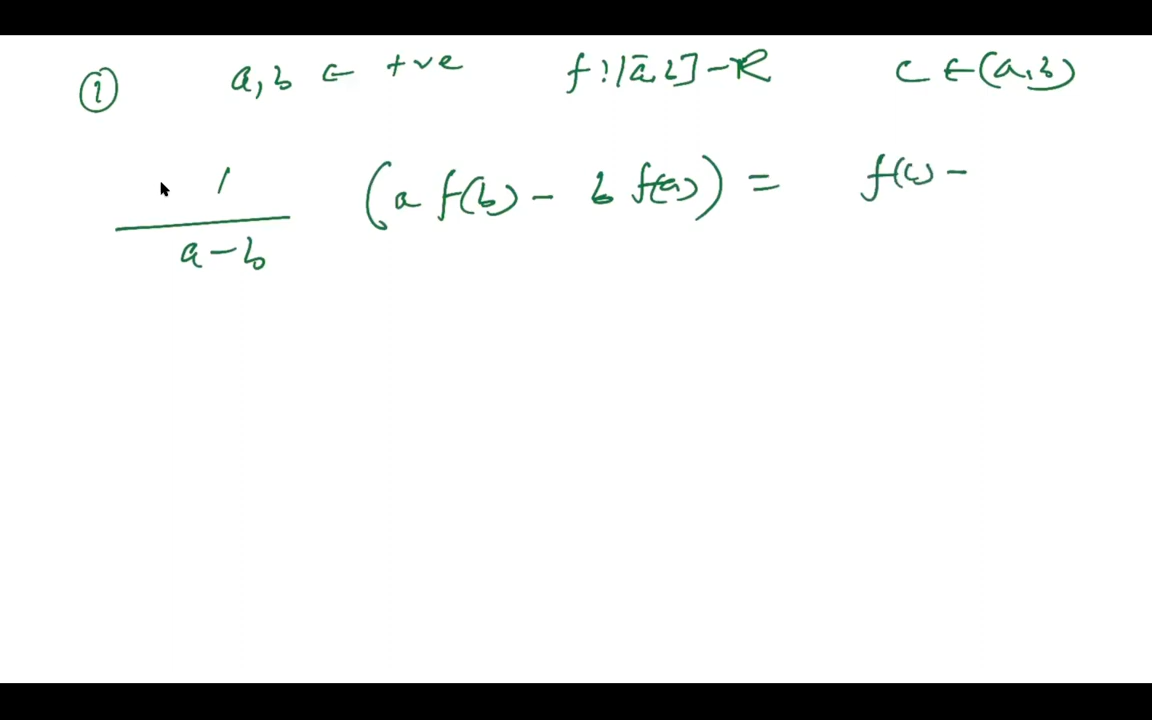 ① a, b ∈ +ve f : [a, b] - R c ∈ (a, b)
1 / (a - b) (a f(b) - b f(a)) = f(c) -